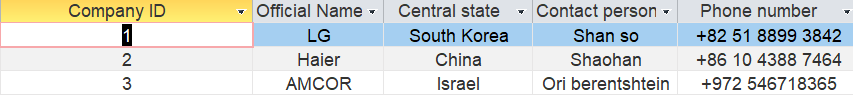 Company ID Official Name Central state Contact person Phone number
1 LG South Korea Shan so +82 51 8899 3842
2 Haier China Shaohan +86 10 4388 7464
3 AMCOR Israel Ori berentshtein +972 546718365